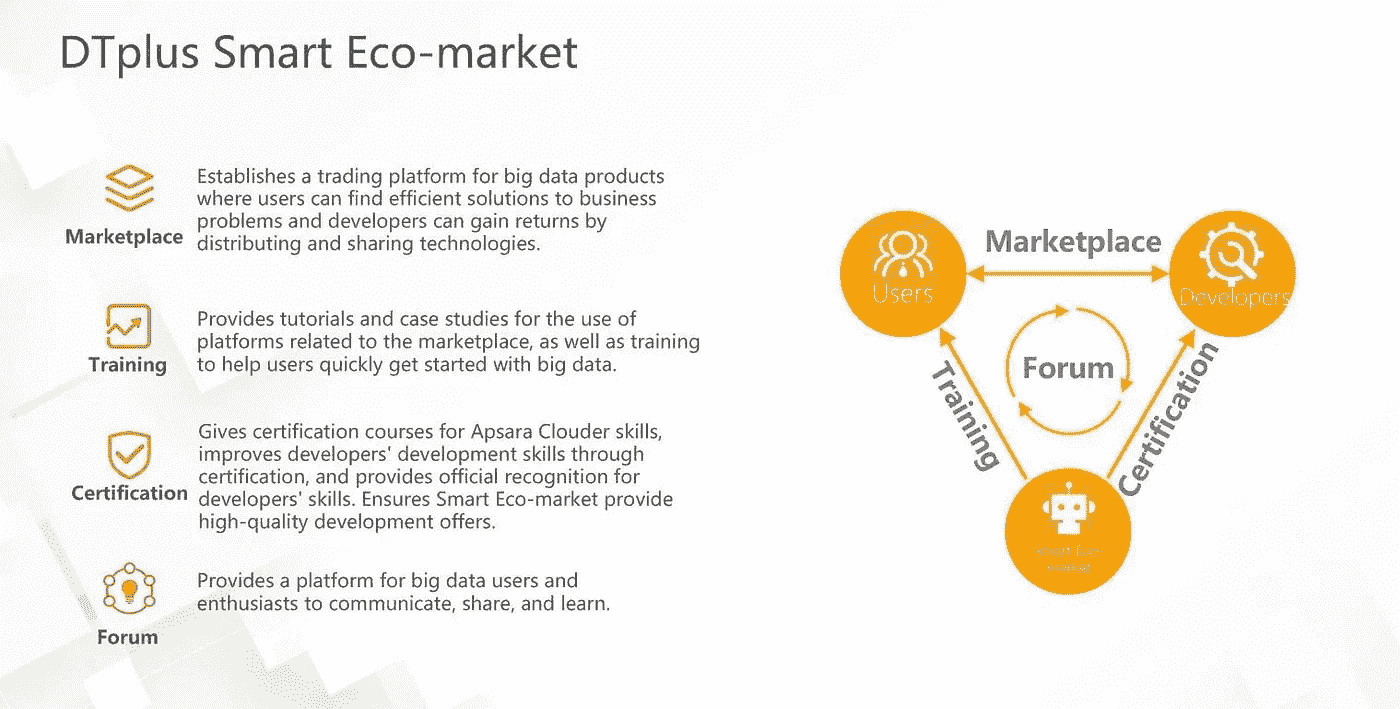 DTplus Smart Eco-market
Marketplace
Establishes a trading platform for big data products
where users can find efficient solutions to business
problems and developers can gain returns by
distributing and sharing technologies.
Training
Provides tutorials and case studies for the use of
platforms related to the marketplace, as well as training
to help users quickly get started with big data.
Certification
Gives certification courses for Apsara Clouder skills,
improves developers' development skills through
certification, and provides official recognition for
developers' skills. Ensures Smart Eco-market provide
high-quality development offers.
Forum
Provides a platform for big data users and
enthusiasts to communicate, share, and learn.
Users
Marketplace
Developers
Forum
Training
Certification
Smart Eco-
market